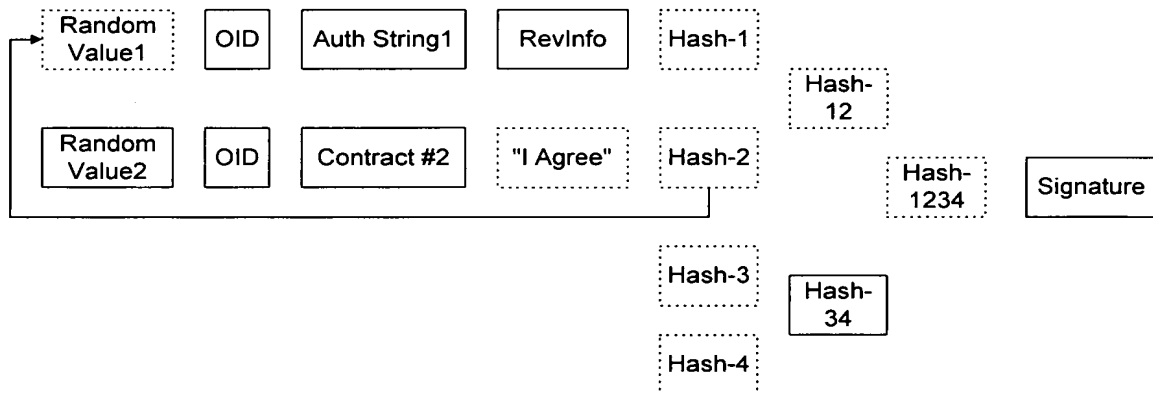 Random
Value1
OID
Auth String1
RevInfo
Hash-1
Hash-
12
Random
Value2
OID
Contract #2
"I Agree"
Hash-2
Hash-
1234
Signature
Hash-3
Hash-
34
Hash-4